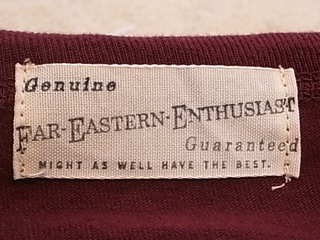 Genuine
FAR-EASTERN-ENTHUSIAST
Guaranteed
MIGHT AS WELL HAVE THE BEST.